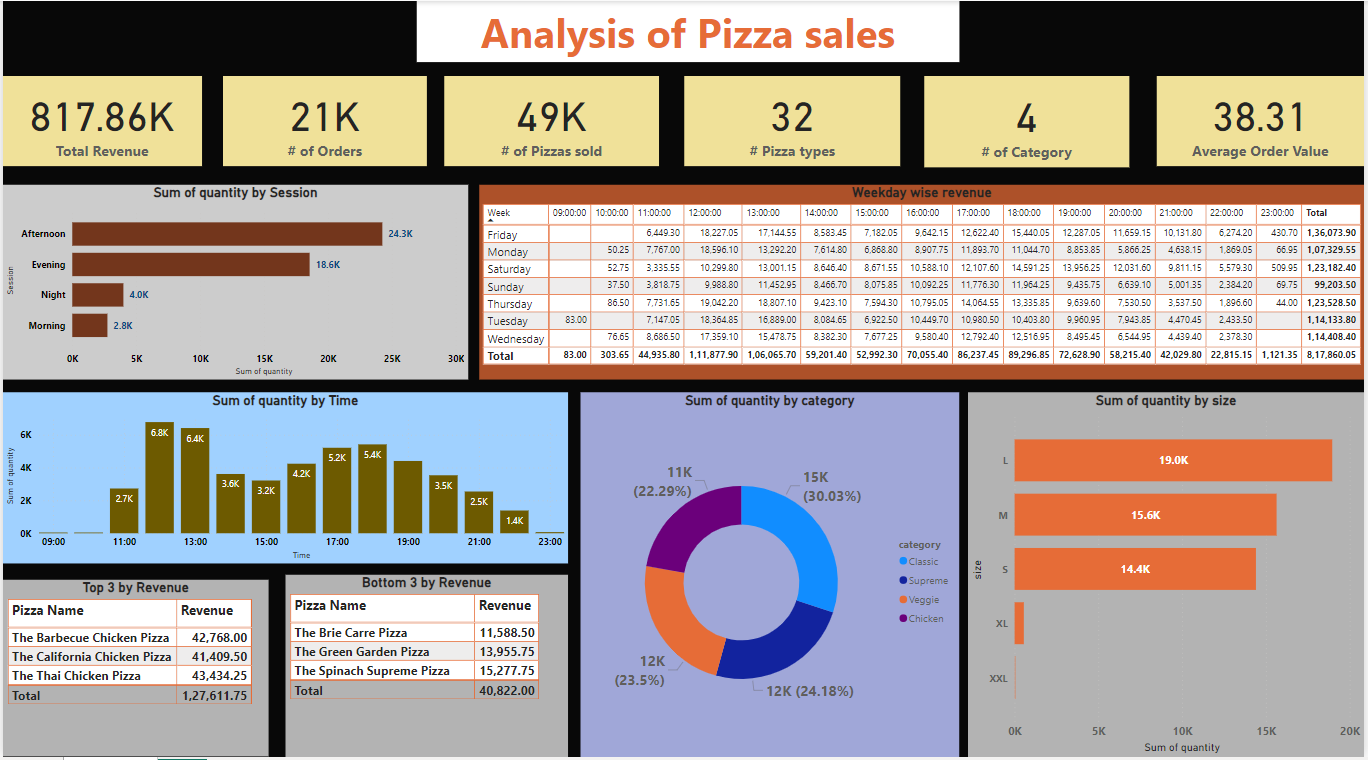 Analysis of Pizza sales
817.86K
Total Revenue
21K
# of Orders
49K
# of Pizzas sold
32
# Pizza types
4
# of Category
38.31
Average Order Value
Sum of quantity by Session
Session
Afternoon 24.3K
Evening 18.6K
Night 4.0K
Morning 2.8K
0K 5K 10K 15K 20K 25K 30K
Sum of quantity
Weekday wise revenue
Week 09:00:00 10:00:00 11:00:00 12:00:00 13:00:00 14:00:00 15:00:00 16:00:00 17:00:00 18:00:00 19:00:00 20:00:00 21:00:00 22:00:00 23:00:00 Total
Friday 6,449.30 18,227.05 17,144.55 8,583.45 7,182.05 9,642.15 12,622.40 15,440.05 12,287.05 11,659.15 10,131.80 6,274.20 430.70 1,36,073.90
Monday 50.25 7,767.00 18,596.10 13,292.20 7,614.80 6,868.80 8,907.75 11,893.70 11,044.70 8,853.85 5,866.25 4,638.15 1,869.05 66.95 1,07,329.55
Saturday 52.75 3,335.55 10,299.80 13,001.15 8,646.40 8,671.55 10,588.10 12,107.60 14,591.25 13,956.25 12,031.60 9,811.15 5,579.30 509.95 1,23,182.40
Sunday 37.50 3,818.75 9,988.80 11,452.95 8,466.70 8,075.85 10,092.25 11,776.30 11,964.25 9,435.75 6,639.10 5,001.35 2,384.20 69.75 99,203.50
Thursday 86.50 7,731.65 19,042.20 18,807.10 9,423.10 7,594.30 10,795.05 14,064.55 13,335.85 9,639.60 7,530.50 3,537.50 1,896.60 44.00 1,23,528.50
Tuesday 83.00 7,147.05 18,364.85 16,889.00 8,084.65 6,922.50 10,449.70 10,980.50 10,403.80 9,960.95 7,943.85 4,470.45 2,433.50 1,14,133.80
Wednesday 76.65 8,686.50 17,359.10 15,478.75 8,382.30 7,677.25 9,580.40 12,792.40 12,516.95 8,495.45 6,544.95 4,439.40 2,378.30 1,14,408.40
Total 83.00 303.65 44,935.80 1,11,877.90 1,06,065.70 59,201.40 52,992.30 70,055.40 86,237.45 89,296.85 72,628.90 58,215.40 42,029.80 22,815.15 1,121.35 8,17,860.05
Sum of quantity by Time
Sum of quantity
6K
4K
2K
0K
2.7K 6.8K 6.4K 3.6K 3.2K 4.2K 5.2K 5.4K 3.5K 2.5K 1.4K
09:00 11:00 13:00 15:00 17:00 19:00 21:00 23:00
Time
Top 3 by Revenue
Pizza Name Revenue
The Barbecue Chicken Pizza 42,768.00
The California Chicken Pizza 41,409.50
The Thai Chicken Pizza 43,434.25
Total 1,27,611.75
Bottom 3 by Revenue
Pizza Name Revenue
The Brie Carre Pizza 11,588.50
The Green Garden Pizza 13,955.75
The Spinach Supreme Pizza 15,277.75
Total 40,822.00
Sum of quantity by category
11K
(22.29%)
15K
(30.03%)
12K
(23.5%)
12K (24.18%)
category
Classic
Supreme
Veggie
Chicken
Sum of quantity by size
size
L 19.0K
M 15.6K
S 14.4K
XL
XXL
0K 5K 10K 15K 20K
Sum of quantity